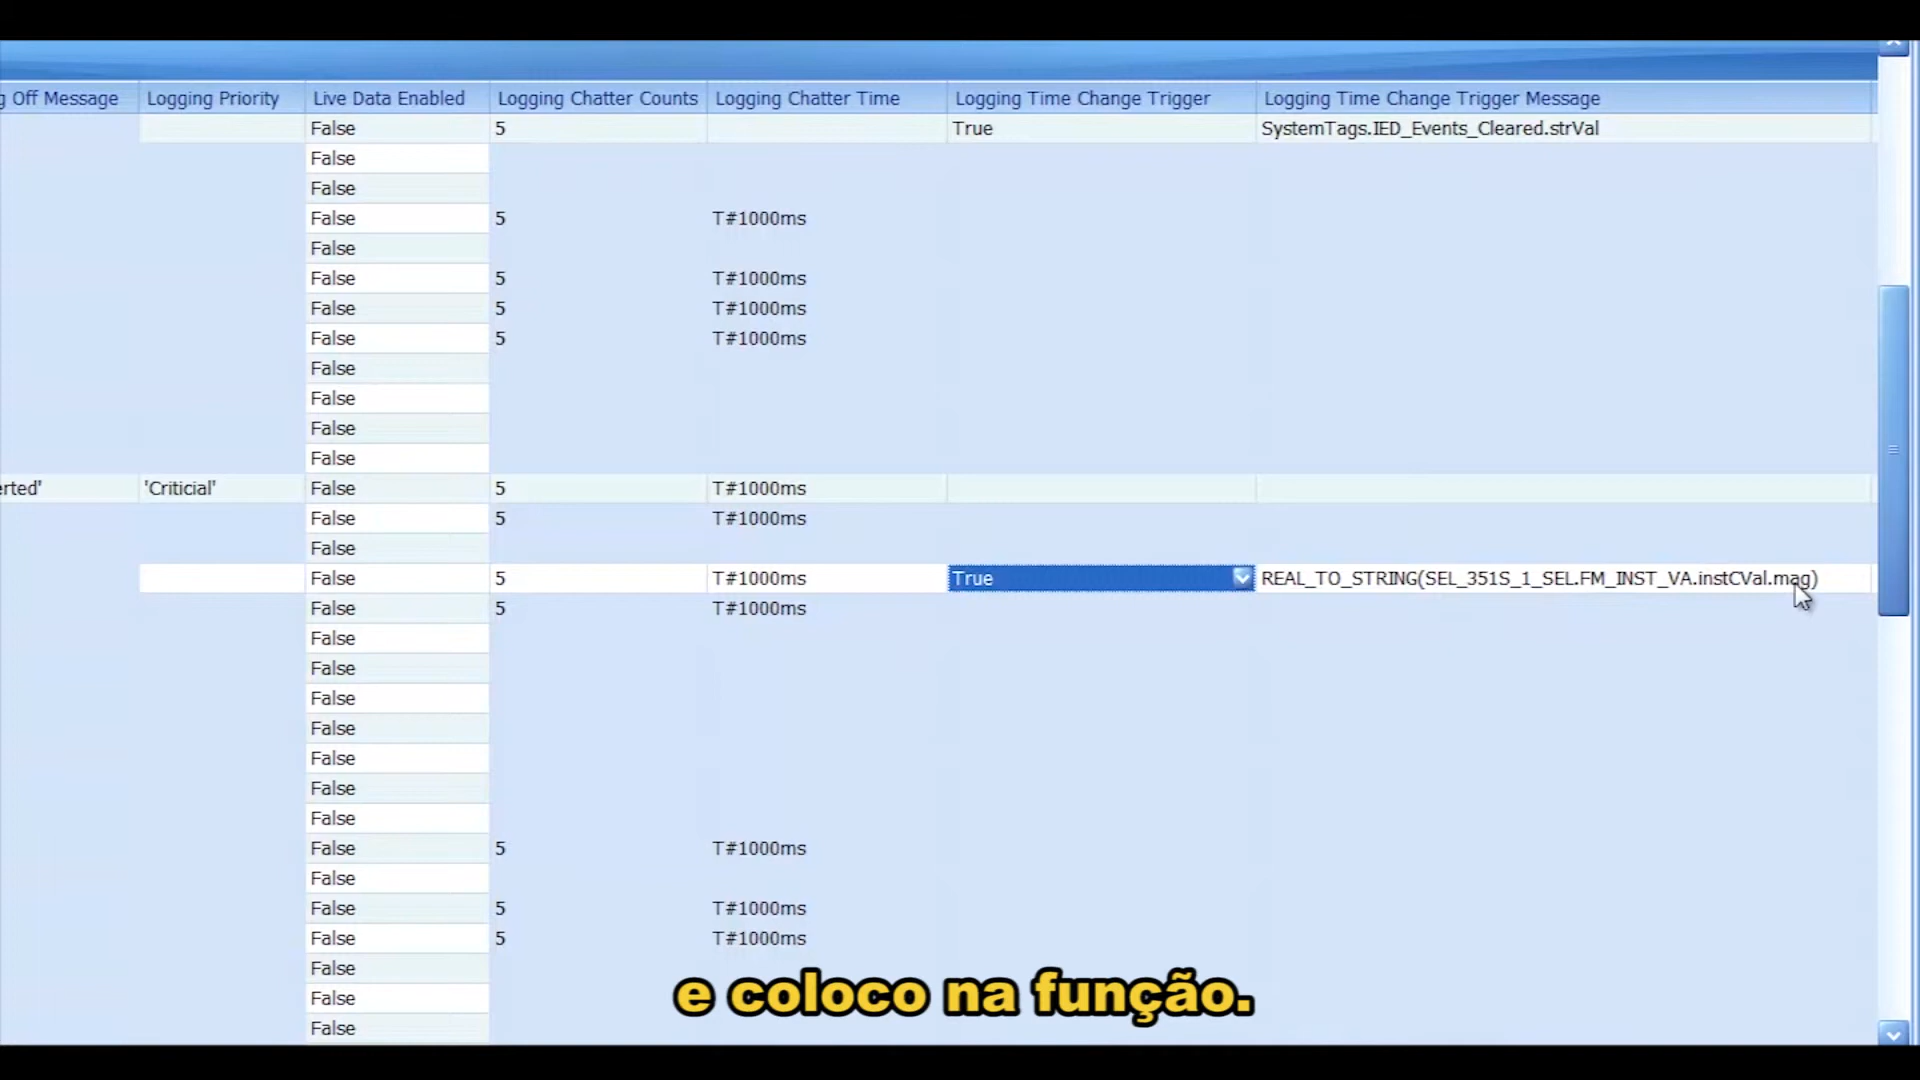 g Off Message Logging Priority Live Data Enabled Logging Chatter Counts Logging Chatter Time Logging Time Change Trigger Logging Time Change Trigger Message
False 5 True SystemTags.IED_Events_Cleared.strVal
False
False
False 5 T#1000ms
False
False 5 T#1000ms
False 5 T#1000ms
False 5 T#1000ms
False
False
False
False
erted' 'Criticial' False 5 T#1000ms
False 5 T#1000ms
False
False 5 T#1000ms True REAL_TO_STRING(SEL_351S_1_SEL.FM_INST_VA.instCVal.mag)
False 5 T#1000ms
False
False
False
False
False
False
False
False 5 T#1000ms
False
False 5 T#1000ms
False 5 T#1000ms
False
False
False
e coloco na função.